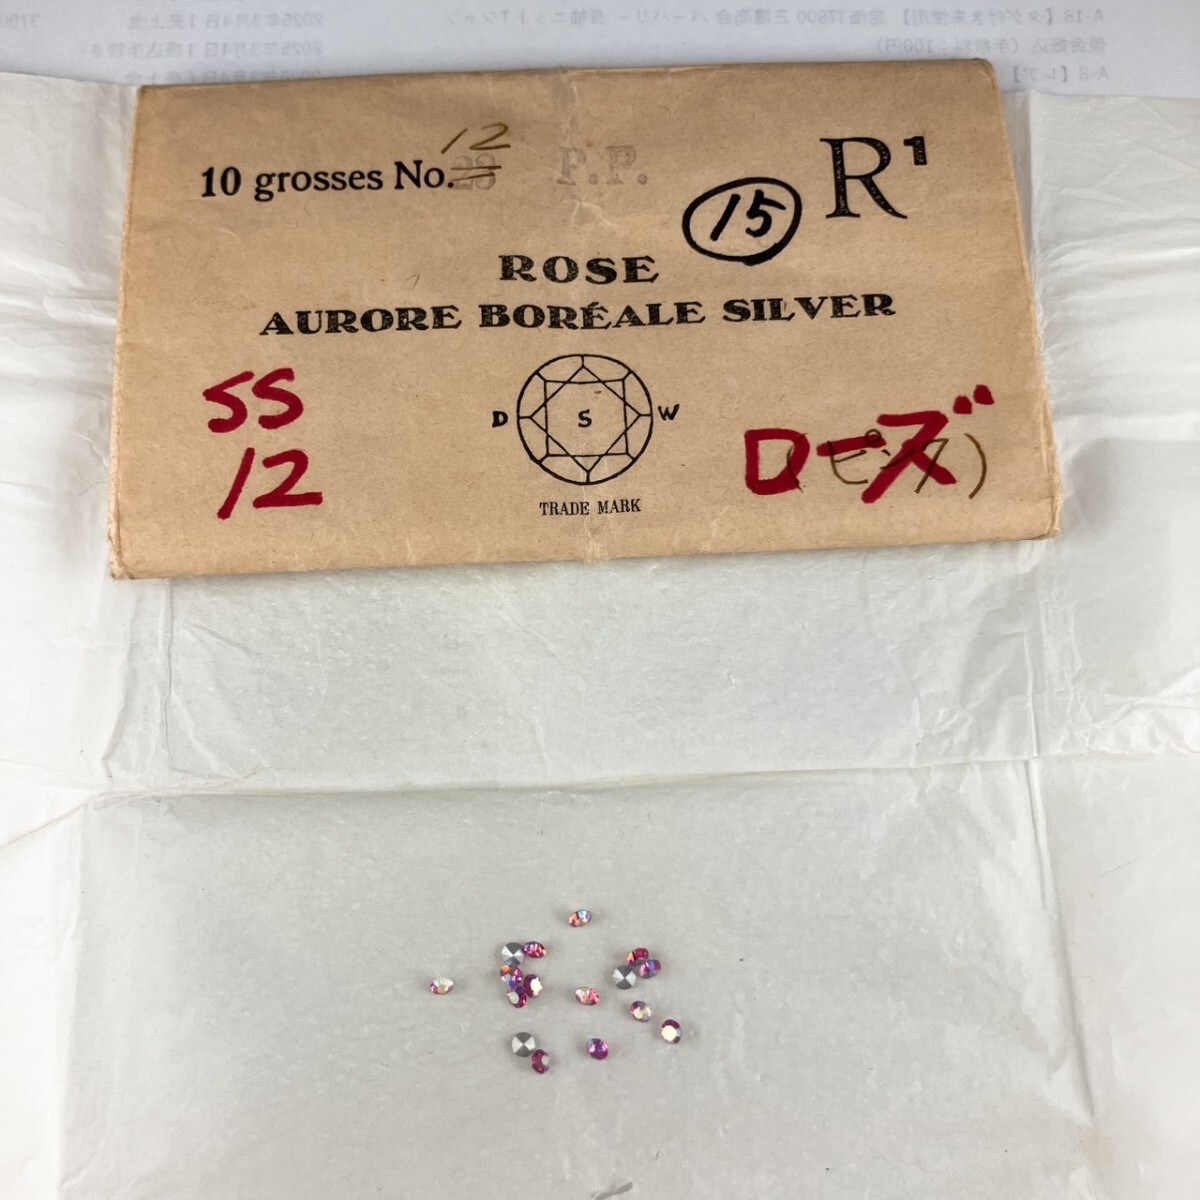 10 grosses No. 12 23 P.P. R¹
15
ROSE
AURORE BORÉALE SILVER
SS
12
D S W
ローズ
(ピンク)
TRADE MARK